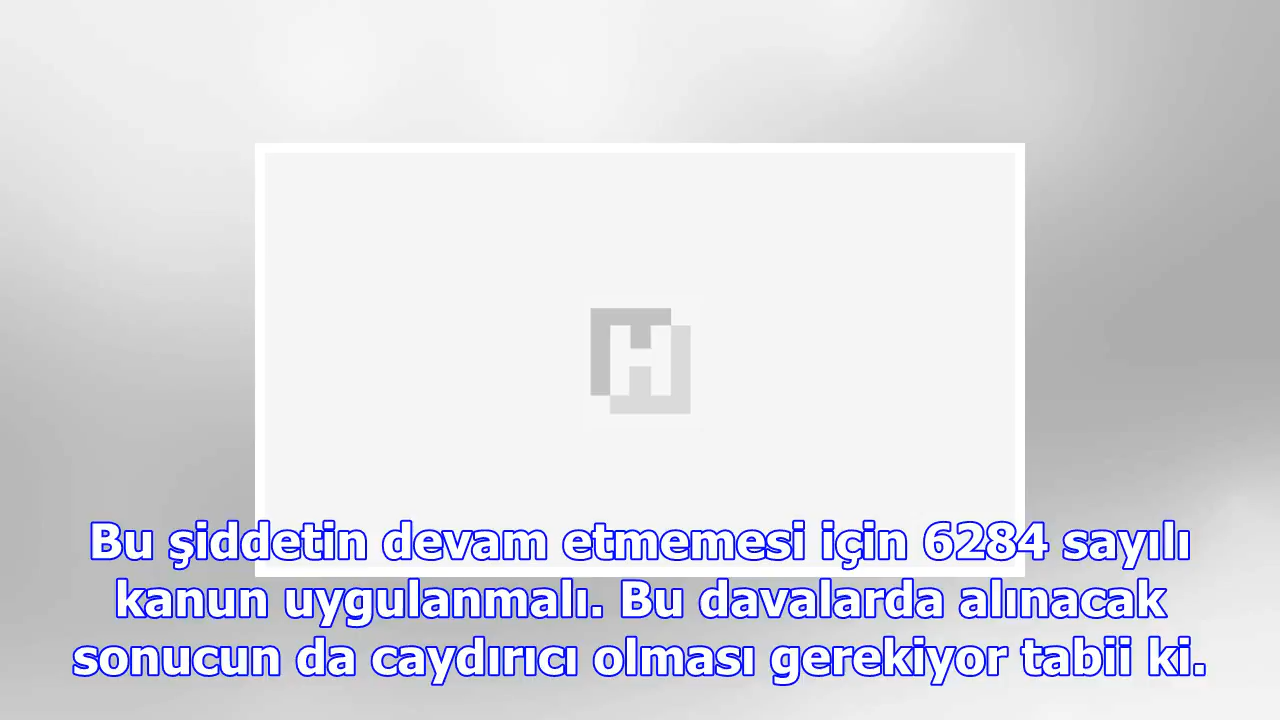 H
Bu şiddetin devam etmemesi için 6284 sayılı
kanun uygulanmalı. Bu davalarda alınacak
sonucun da caydırıcı olması gerekiyor tabii ki.